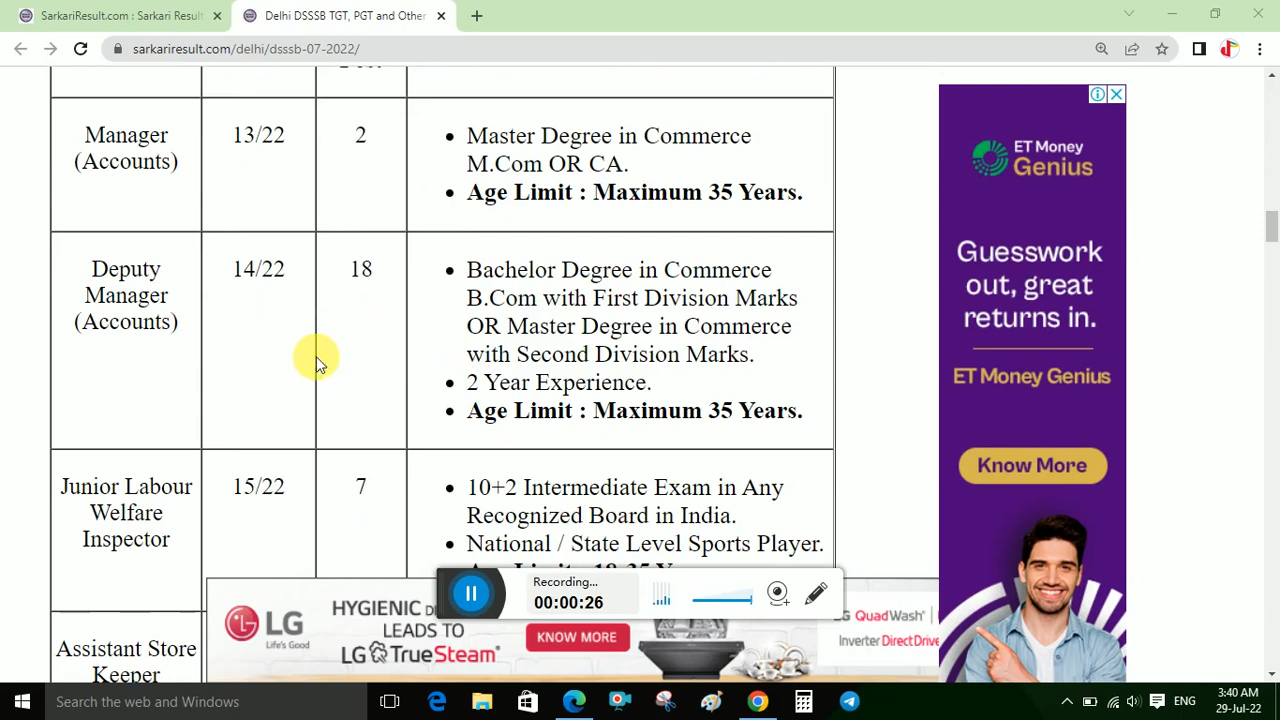 SarkariResult.com : Sarkari Resul
Delhi DSSSB TGT, PGT and Other
sarkariresult.com/delhi/dsssb-07-2022/
Manager
(Accounts)
13/22
2
Master Degree in Commerce
M.Com OR CA.
Age Limit : Maximum 35 Years.
Deputy
Manager
(Accounts)
14/22
18
Bachelor Degree in Commerce
B.Com with First Division Marks
OR Master Degree in Commerce
with Second Division Marks.
2 Year Experience.
Age Limit : Maximum 35 Years.
Junior Labour
Welfare
Inspector
15/22
7
10+2 Intermediate Exam in Any
Recognized Board in India.
National / State Level Sports Player.
Assistant Store
Keeper
ET Money
Genius
Guesswork
out, great
returns in.
ET Money Genius
Know More
Recording...
00:00:26
LG
Life's Good
HYGIENIC
LEADS TO
LG TrueSteam™
KNOW MORE
LG QuadWash
Inverter DirectDrive
Search the web and Windows
ENG
3:40 AM
29-Jul-22